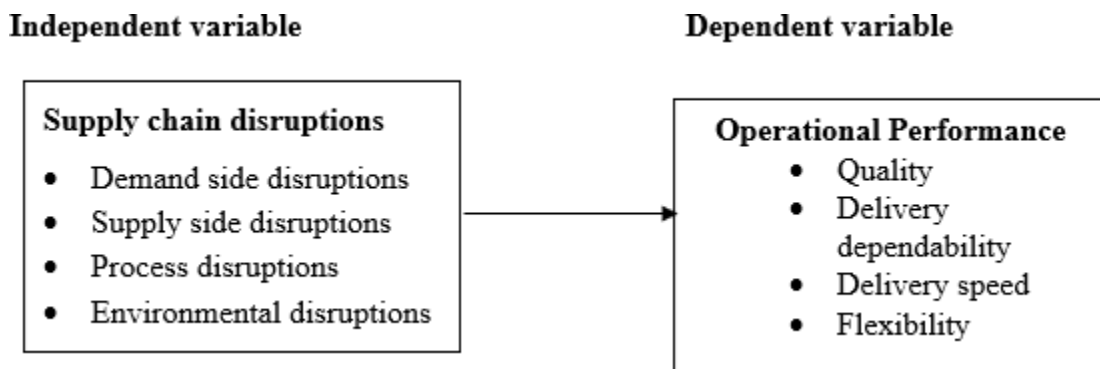 Independent variable
Dependent variable
Supply chain disruptions
• Demand side disruptions
• Supply side disruptions
• Process disruptions
• Environmental disruptions
Operational Performance
• Quality
• Delivery
dependability
• Delivery speed
• Flexibility